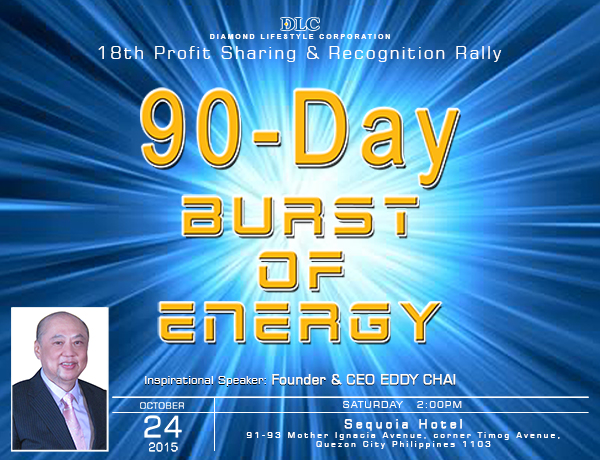 DLC
DIAMOND LIFESTYLE CORPORATION
18th Profit Sharing & Recognition Rally
90-Day
BURST
OF
ENERGY
Inspirational Speaker: Founder & CEO EDDY CHAI
OCTOBER
24
2015
SATURDAY 2:00PM
Sequoia Hotel
91-93 Mother Ignacia Avenue, corner Timog Avenue,
Quezon City Philippines 1103